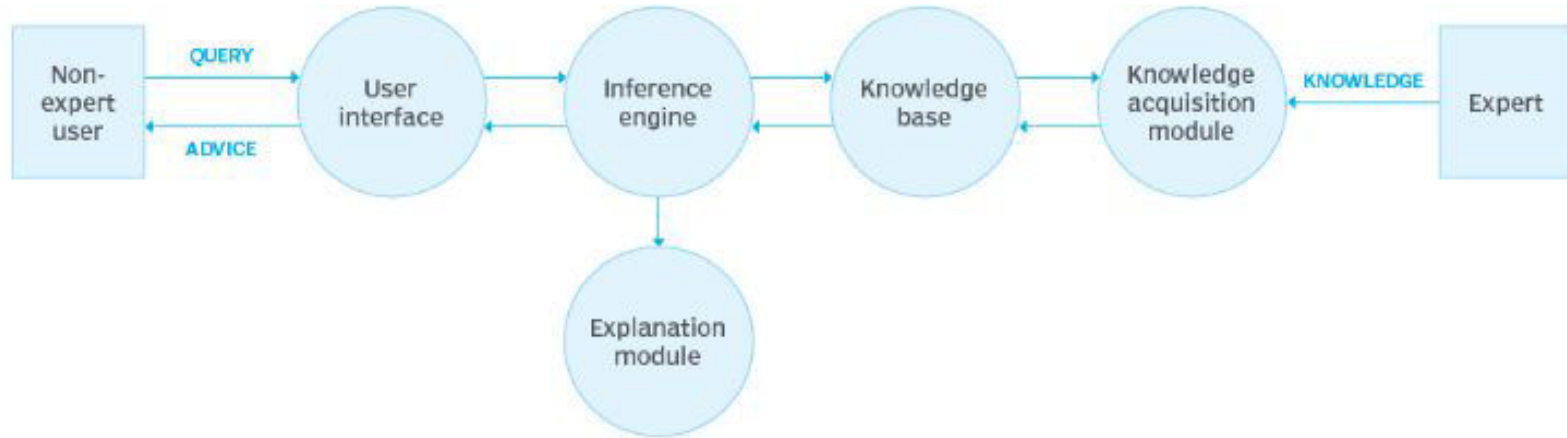 Non-
expert
user
QUERY
ADVICE
User
interface
Inference
engine
Knowledge
base
Knowledge
acquisition
module
KNOWLEDGE
Expert
Explanation
module